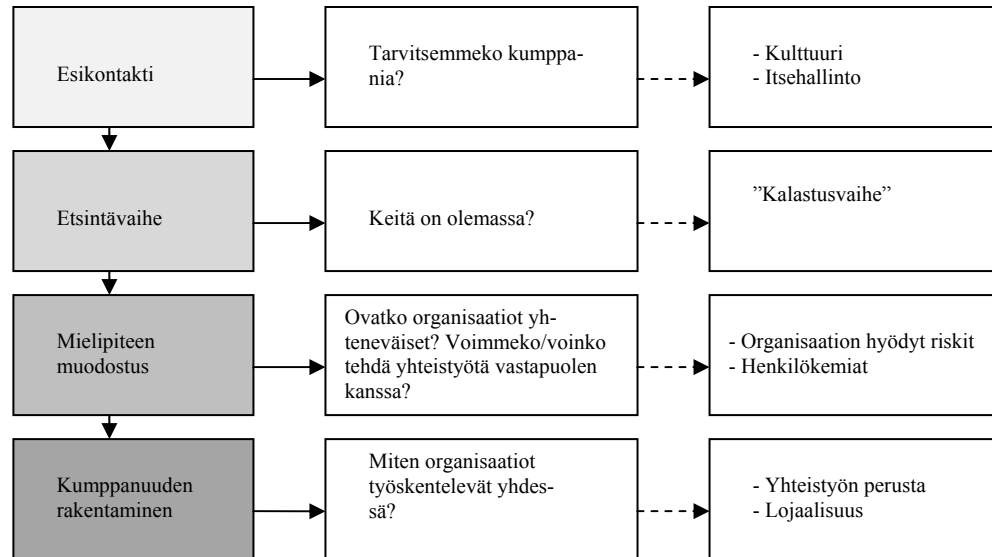 Esikontakti
Tarvitsemmeko kumppa-
nia?
- Kulttuuri
- Itsehallinto
Etsintävaihe
Keitä on olemassa?
”Kalastusvaihe”
Mielipiteen
muodostus
Ovatko organisaatiot yh-
teneväiset? Voimmeko/voinko
tehdä yhteistyötä vastapuolen
kanssa?
- Organisaation hyödyt riskit
- Henkilökemiat
Kumppanuuden
rakentaminen
Miten organisaatiot
työskentelevät yhdes-
sä?
- Yhteistyön perusta
- Lojaalisuus